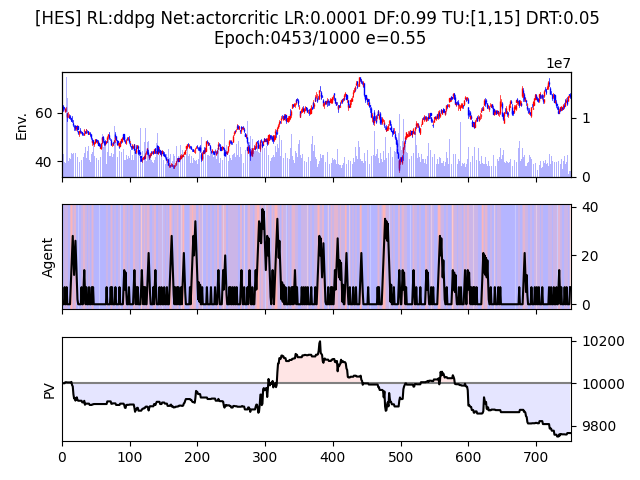 [HES] RL:ddpg Net:actorcritic LR:0.0001 DF:0.99 TU:[1,15] DRT:0.05
Epoch:0453/1000 e=0.55
1e7
Env.
60
40
1
0
Agent
40
20
0
PV
10200
10000
9800
0 100 200 300 400 500 600 700